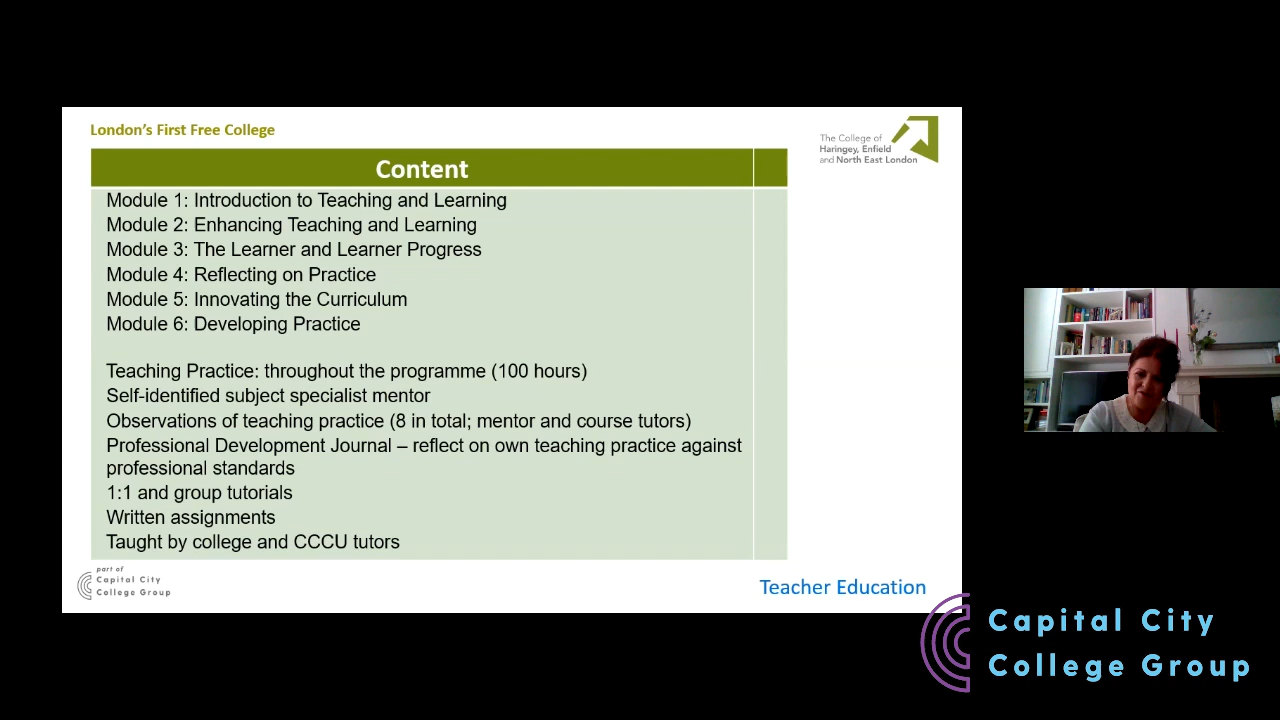 London's First Free College
The College of
Haringey, Enfield
and North East London
Content
Module 1: Introduction to Teaching and Learning
Module 2: Enhancing Teaching and Learning
Module 3: The Learner and Learner Progress
Module 4: Reflecting on Practice
Module 5: Innovating the Curriculum
Module 6: Developing Practice
Teaching Practice: throughout the programme (100 hours)
Self-identified subject specialist mentor
Observations of teaching practice (8 in total; mentor and course tutors)
Professional Development Journal – reflect on own teaching practice against
professional standards
1:1 and group tutorials
Written assignments
Taught by college and CCCU tutors
part of
Capital City
College Group
Teacher Education
Capital City
College Group